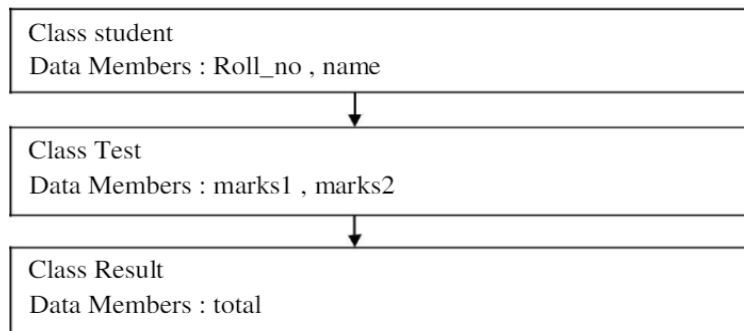 Class student
Data Members : Roll_no , name
Class Test
Data Members : marks1 , marks2
Class Result
Data Members : total